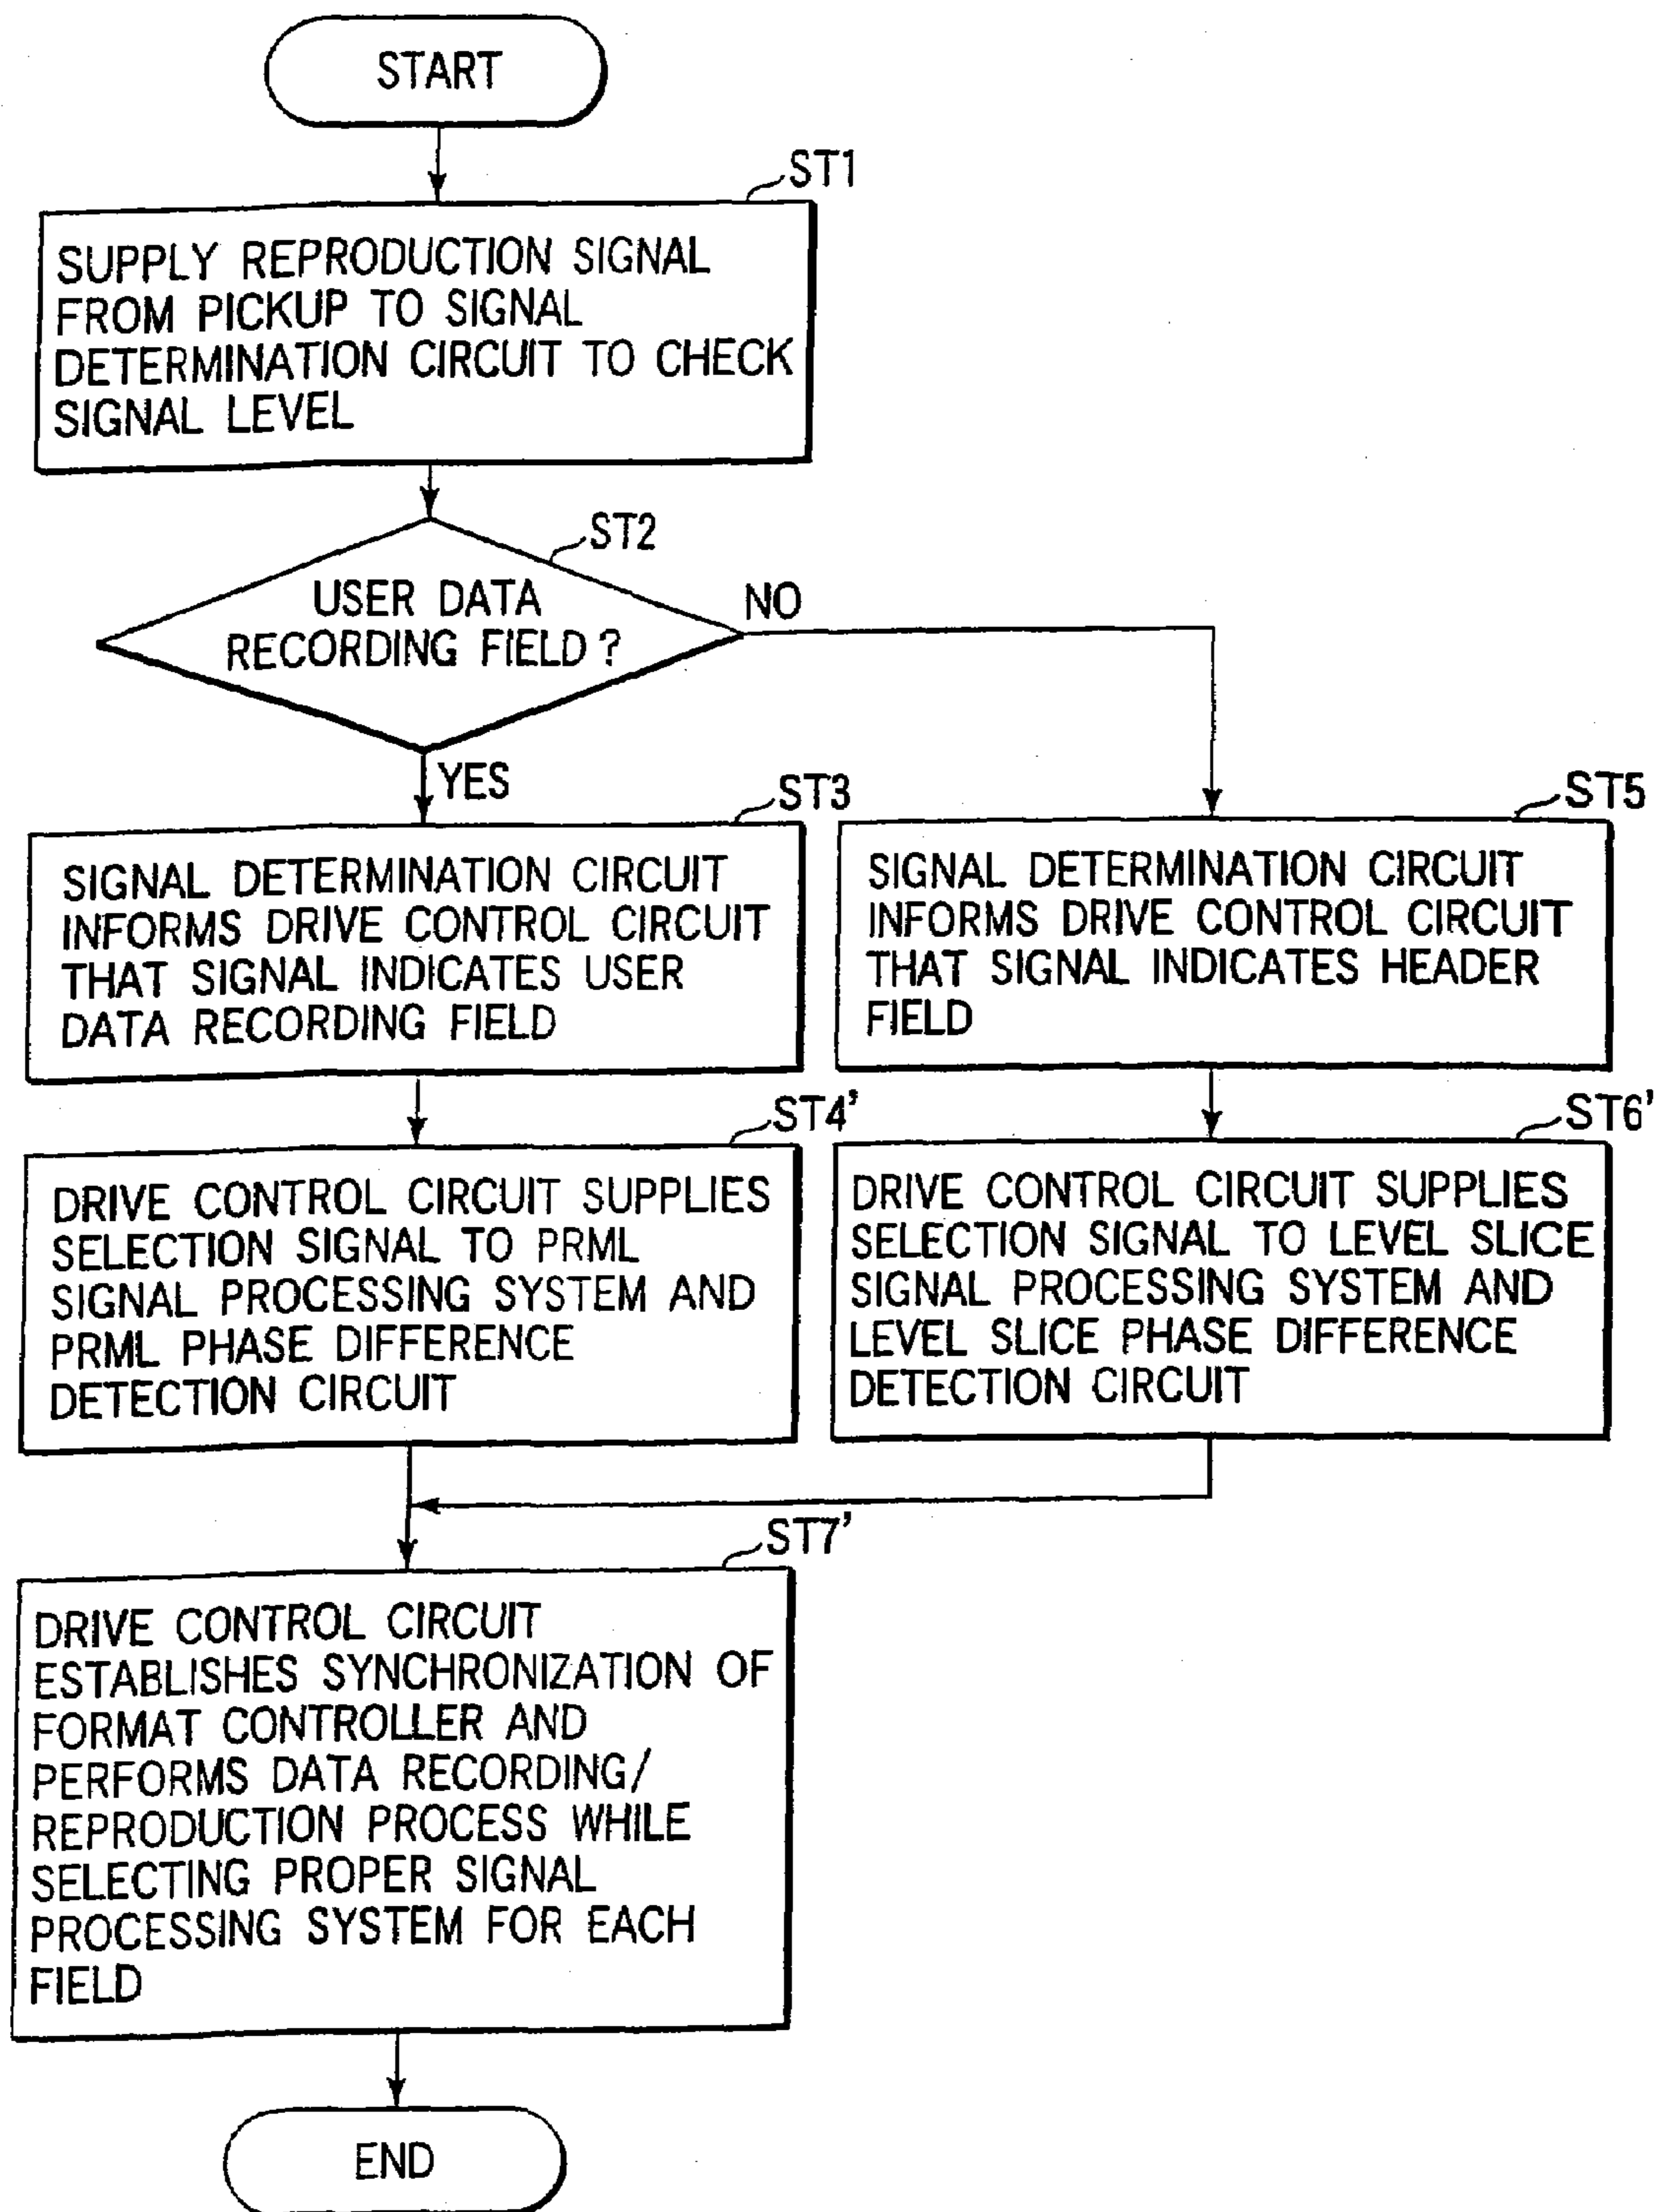 START
ST1
SUPPLY REPRODUCTION SIGNAL
FROM PICKUP TO SIGNAL
DETERMINATION CIRCUIT TO CHECK
SIGNAL LEVEL
ST2
USER DATA
RECORDING FIELD ?
NO
YES
ST3
SIGNAL DETERMINATION CIRCUIT
INFORMS DRIVE CONTROL CIRCUIT
THAT SIGNAL INDICATES USER
DATA RECORDING FIELD
ST5
SIGNAL DETERMINATION CIRCUIT
INFORMS DRIVE CONTROL CIRCUIT
THAT SIGNAL INDICATES HEADER
FIELD
ST4'
DRIVE CONTROL CIRCUIT SUPPLIES
SELECTION SIGNAL TO PRML
SIGNAL PROCESSING SYSTEM AND
PRML PHASE DIFFERENCE
DETECTION CIRCUIT
ST6'
DRIVE CONTROL CIRCUIT SUPPLIES
SELECTION SIGNAL TO LEVEL SLICE
SIGNAL PROCESSING SYSTEM AND
LEVEL SLICE PHASE DIFFERENCE
DETECTION CIRCUIT
ST7'
DRIVE CONTROL CIRCUIT
ESTABLISHES SYNCHRONIZATION OF
FORMAT CONTROLLER AND
PERFORMS DATA RECORDING/
REPRODUCTION PROCESS WHILE
SELECTING PROPER SIGNAL
PROCESSING SYSTEM FOR EACH
FIELD
END